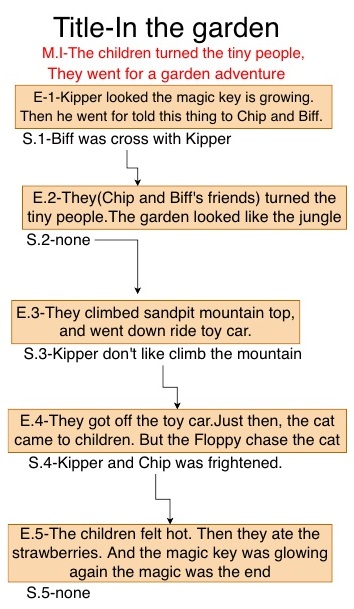 Title-In the garden
M.I-The children turned the tiny people,
They went for a garden adventure
E-1-Kipper looked the magic key is growing.
Then he went for told this thing to Chip and Biff.
S.1-Biff was cross with Kipper
E.2-They(Chip and Biff's friends) turned the
tiny people.The garden looked like the jungle
S.2-none
E.3-They climbed sandpit mountain top,
and went down ride toy car.
S.3-Kipper don't like climb the mountain
E.4-They got off the toy car.Just then, the cat
came to children. But the Floppy chase the cat
S.4-Kipper and Chip was frightened.
E.5-The children felt hot. Then they ate the
strawberries. And the magic key was glowing
again the magic was the end
S.5-none